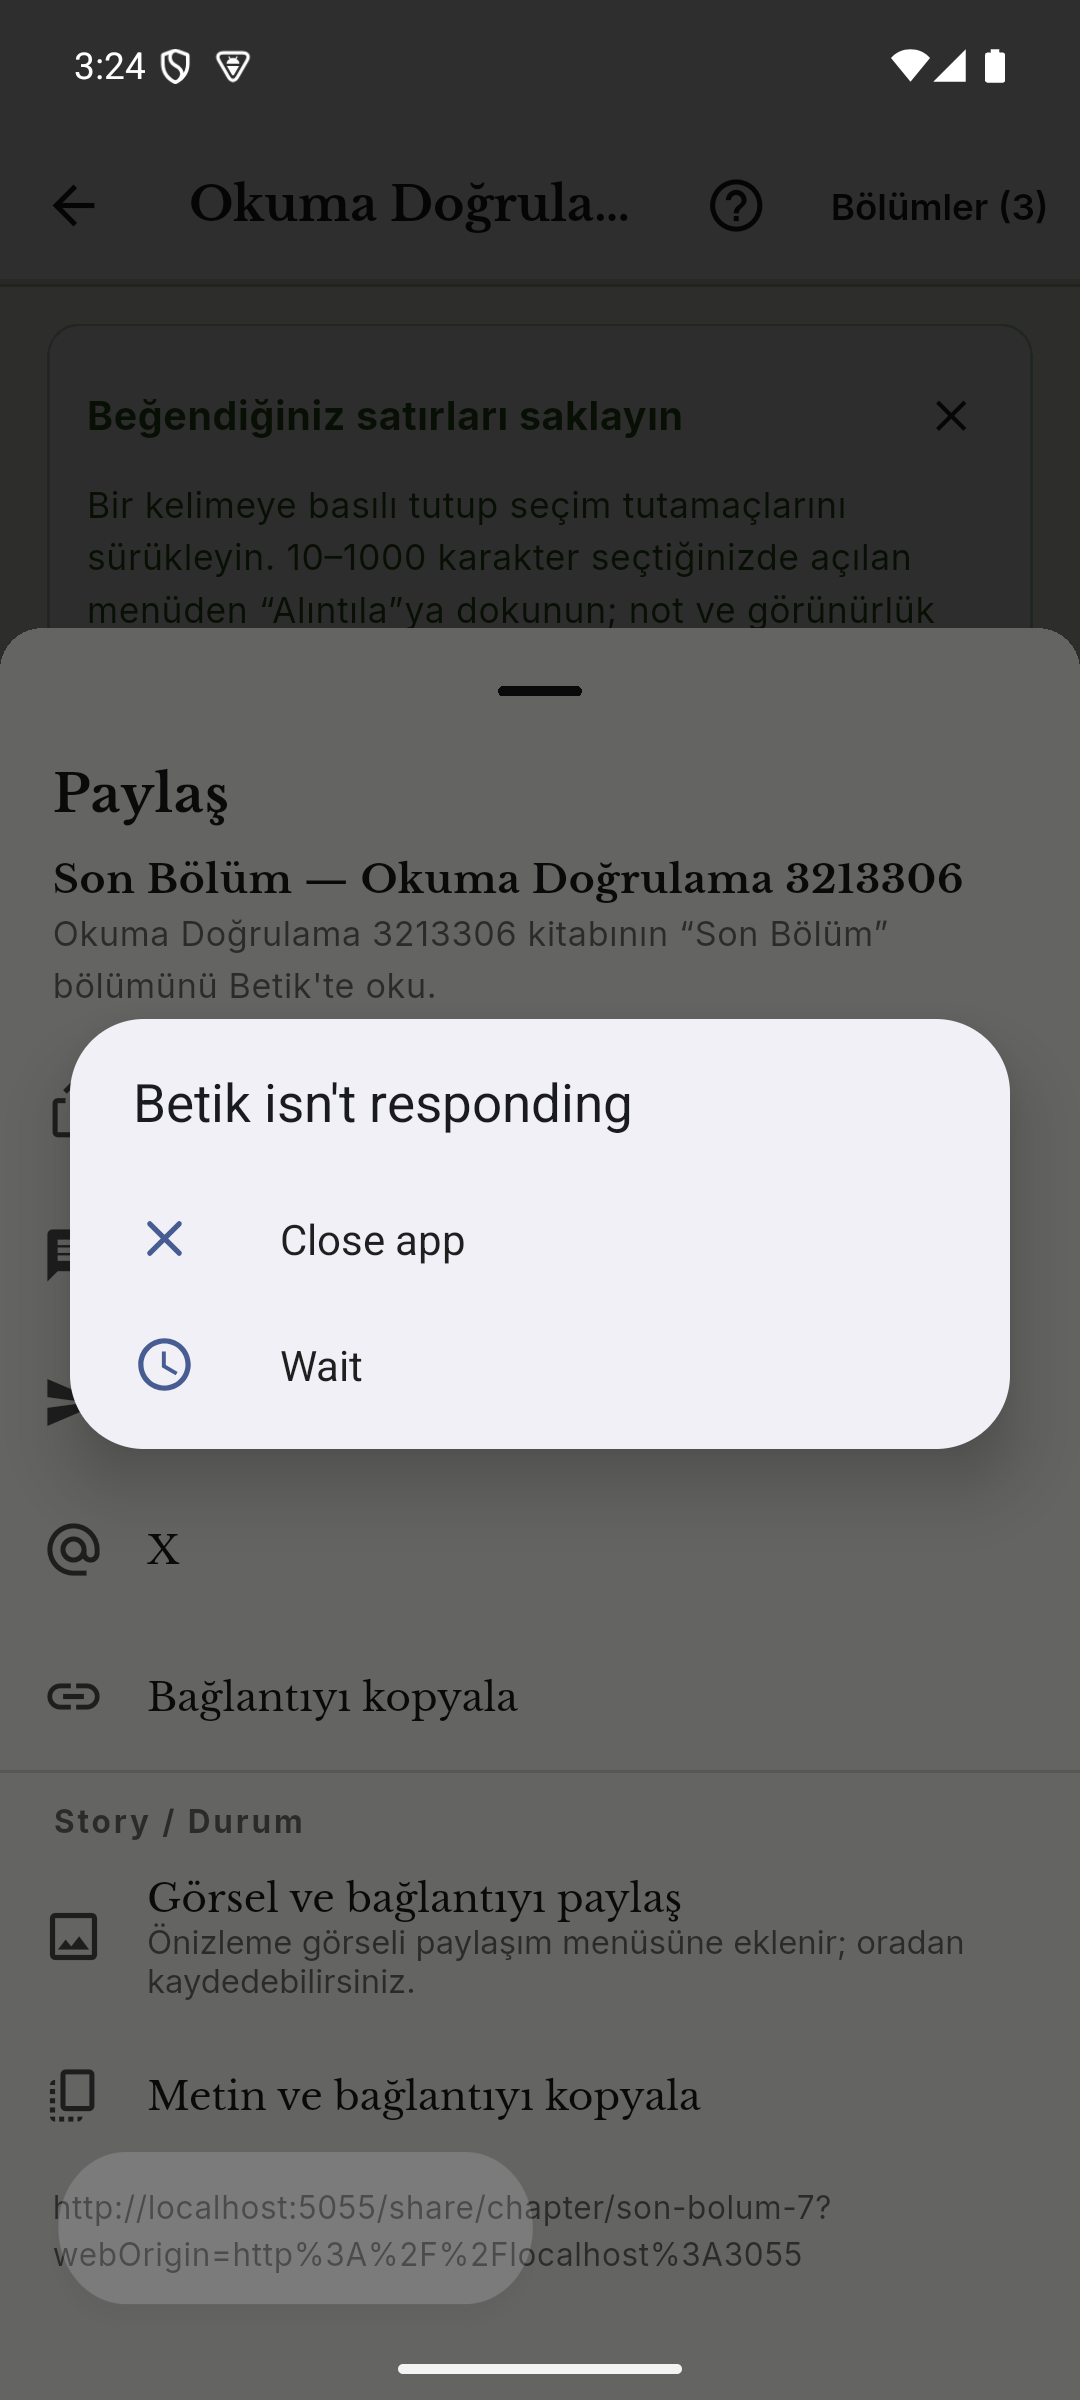 3:24
Okuma Doğrula...
Bölümler (3)
Beğendiğiniz satırları saklayın
Bir kelimeye basılı tutup seçim tutamaçlarını
sürükleyin. 10–1000 karakter seçtiğinizde açılan
menüden “Alıntıla”ya dokunun; not ve görünürlük
Paylaş
Son Bölüm — Okuma Doğrulama 3213306
Okuma Doğrulama 3213306 kitabının “Son Bölüm”
bölümünü Betik'te oku.
Betik isn't responding
Close app
Wait
X
Bağlantıyı kopyala
Story / Durum
Görsel ve bağlantıyı paylaş
Önizleme görseli paylaşım menüsüne eklenir; oradan
kaydedebilirsiniz.
Metin ve bağlantıyı kopyala
http://localhost:5055/share/chapter/son-bolum-7?
webOrigin=http%3A%2F%2Flocalhost%3A3055